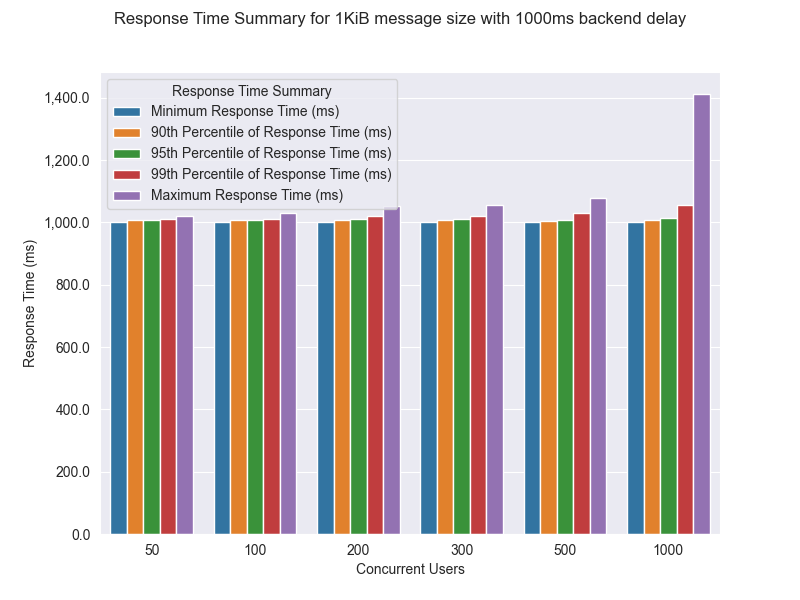 Response Time Summary for 1KiB message size with 1000ms backend delay
Response Time Summary
Minimum Response Time (ms)
90th Percentile of Response Time (ms)
95th Percentile of Response Time (ms)
99th Percentile of Response Time (ms)
Maximum Response Time (ms)
Response Time (ms)
1,400.0
1,200.0
1,000.0
800.0
600.0
400.0
200.0
0.0
50 100 200 300 500 1000
Concurrent Users